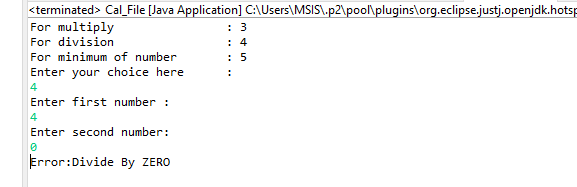 <terminated> Cal_File [Java Application] C:\Users\MSIS\.p2\pool\plugins\org.eclipse.justj.openjdk.hotsp
For multiply : 3
For division : 4
For minimum of number : 5
Enter your choice here :
4
Enter first number :
4
Enter second number:
0
Error:Divide By ZERO